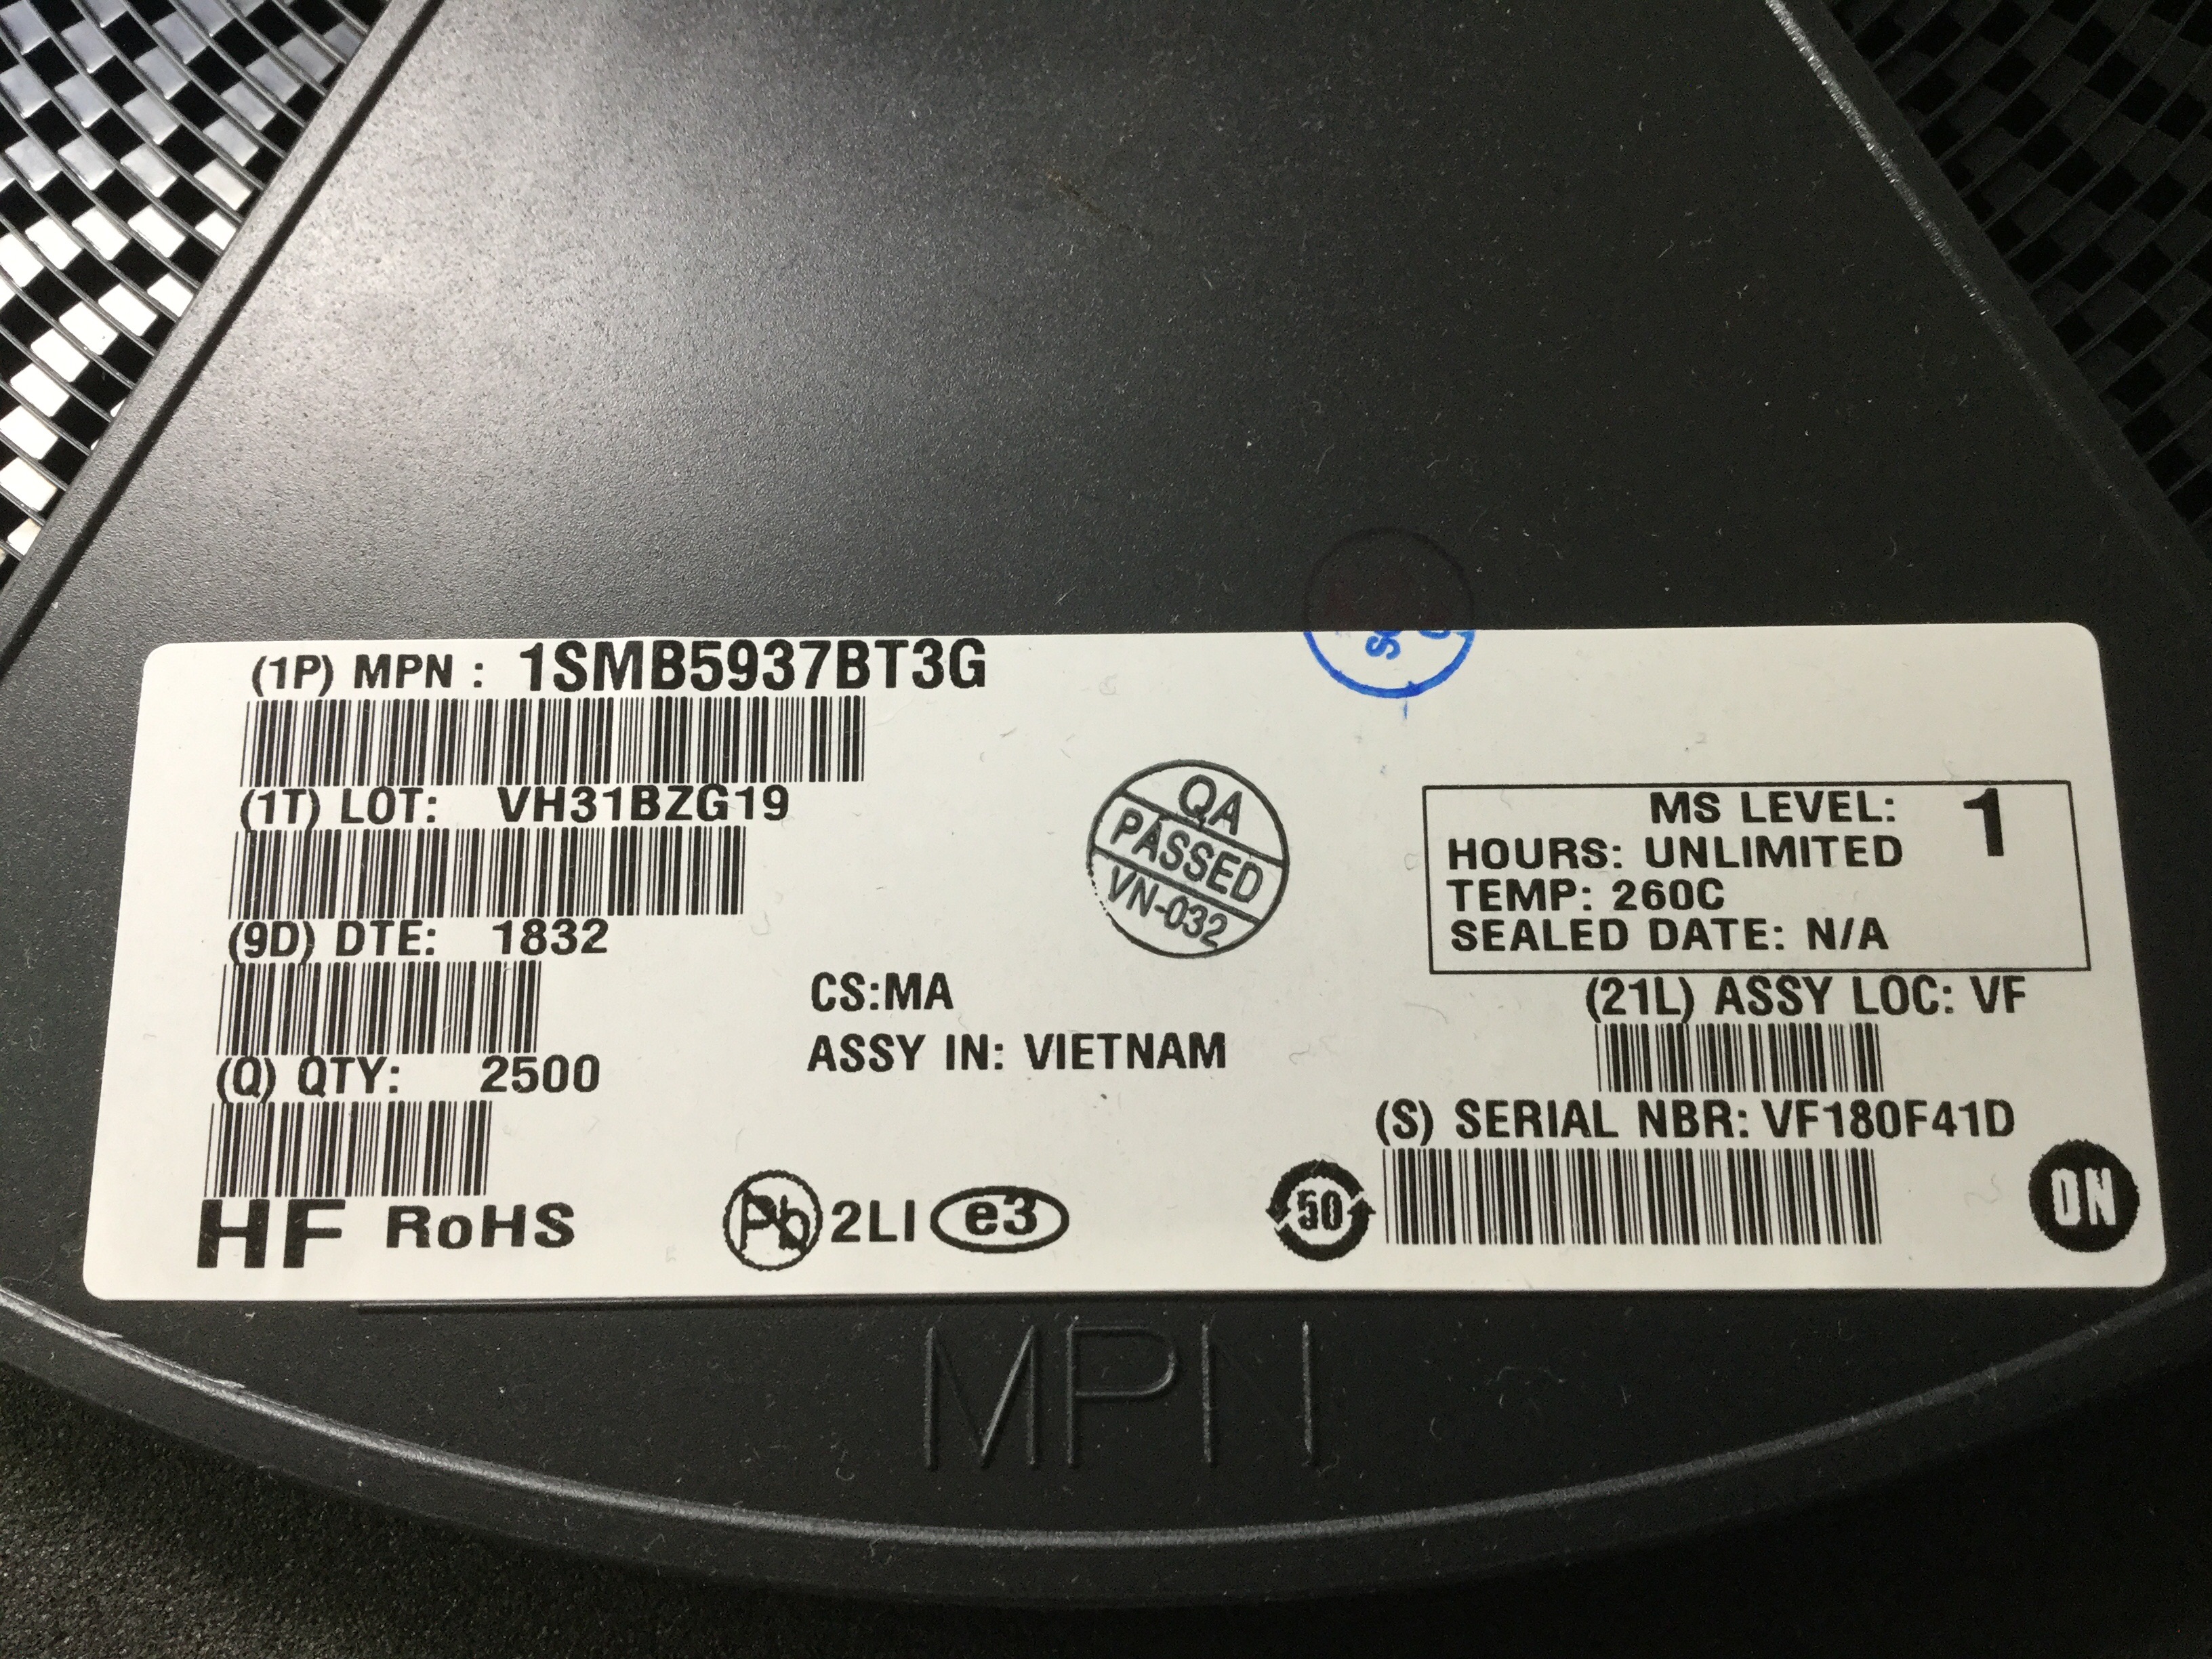 (1P) MPN : 1SMB5937BT3G
(1T) LOT: VH31BZG19
(9D) DTE: 1832
(Q) QTY: 2500
HF RoHS
QA
PASSED
VN-032
CS:MA
ASSY IN: VIETNAM
Pb 2LI e3
MS LEVEL: 1
HOURS: UNLIMITED
TEMP: 260C
SEALED DATE: N/A
(21L) ASSY LOC: VF
(S) SERIAL NBR: VF180F41D
50
ON
MPN